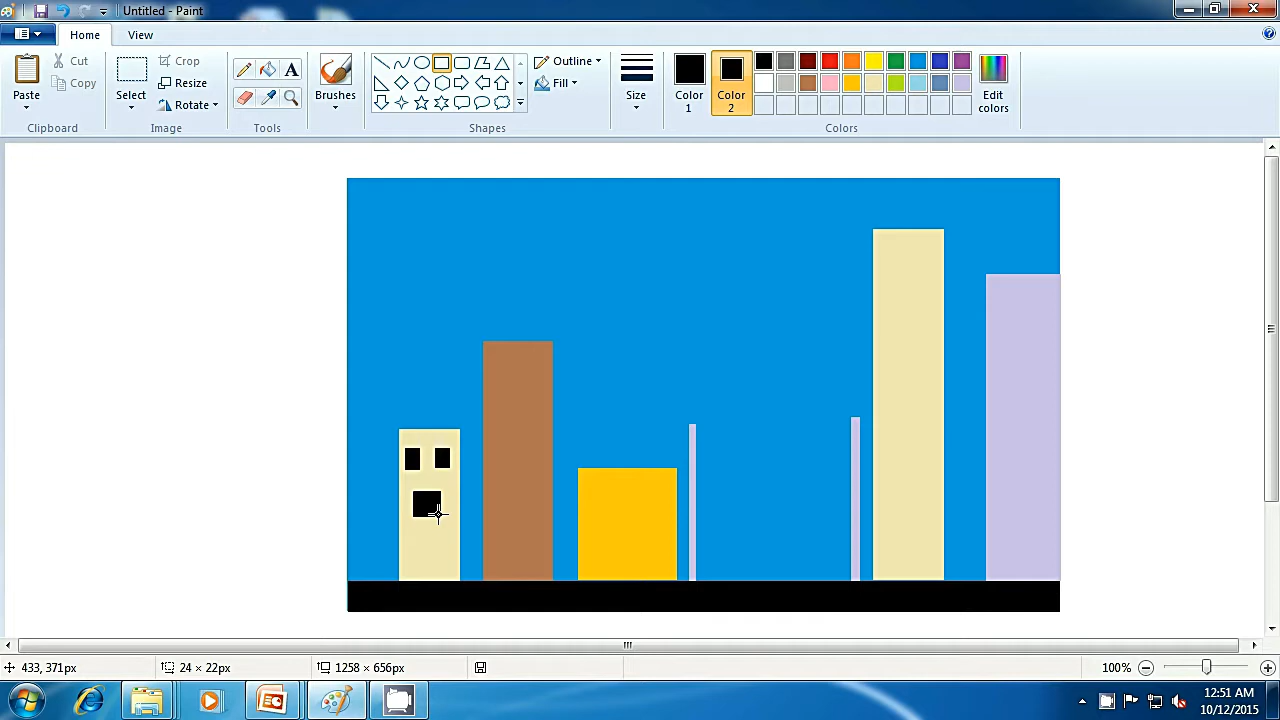 Untitled - Paint
Home
View
Paste
Cut
Copy
Clipboard
Select
Crop
Resize
Rotate
Image
A
Tools
Brushes
Outline
Fill
Shapes
Size
Color 1
Color 2
Edit colors
Colors
433, 371px
24 × 22px
1258 × 656px
100%
12:51 AM
10/12/2015